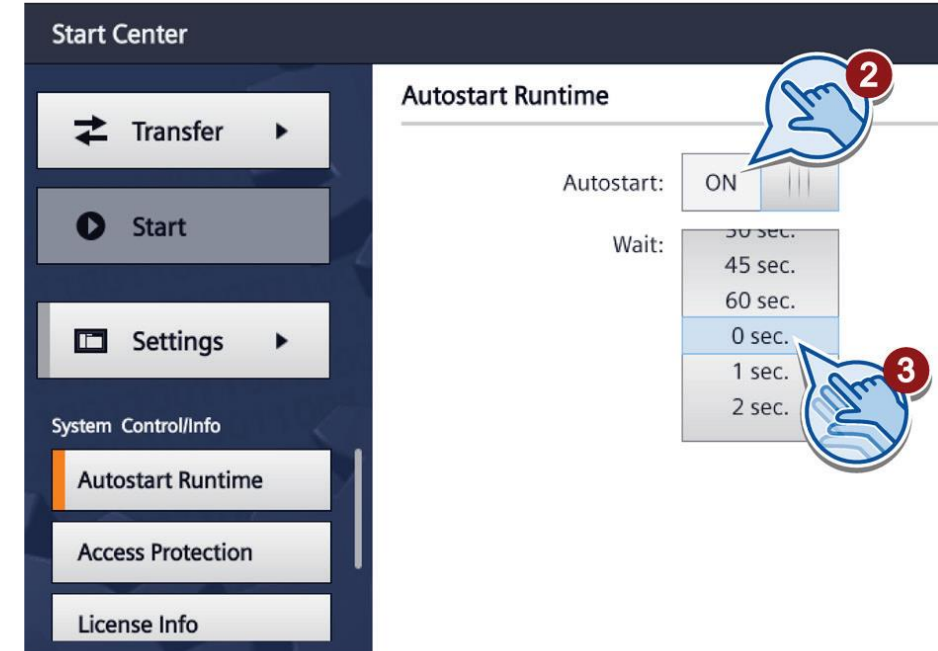 Start Center
Transfer
Start
Settings
System Control/Info
Autostart Runtime
Access Protection
License Info
Autostart Runtime
2
Autostart: ON
Wait:
sec.
45 sec.
60 sec.
0 sec.
1 sec.
2 sec.
3